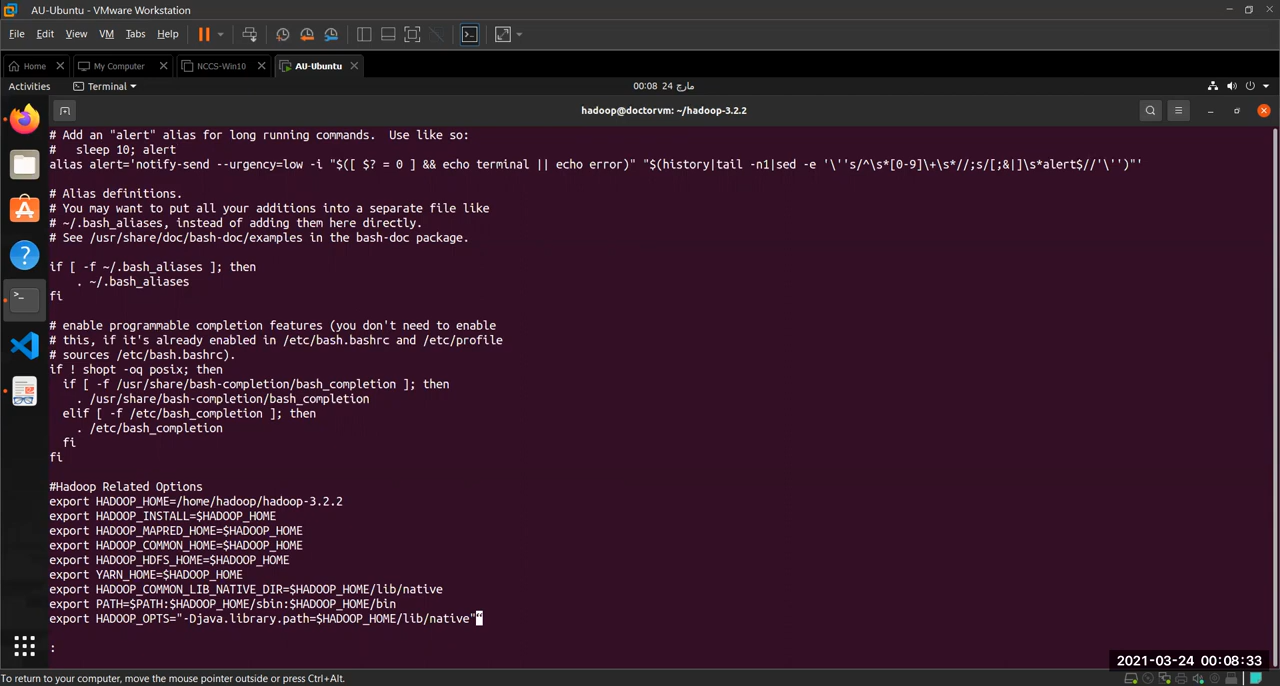 AU-Ubuntu - VMware Workstation
File Edit View VM Tabs Help
Home My Computer NCCS-Win10 AU-Ubuntu
Activities Terminal 00:08 24 مارچ
hadoop@doctorvm: ~/hadoop-3.2.2
# Add an "alert" alias for long running commands.  Use like so:
#   sleep 10; alert
alias alert='notify-send --urgency=low -i "$([ $? = 0 ] && echo terminal || echo error)" "$(history|tail -n1|sed -e '\''s/^\s*[0-9]\+\s*//;s/[;&|]\s*alert$//'\'')"'
# Alias definitions.
# You may want to put all your additions into a separate file like
# ~/.bash_aliases, instead of adding them here directly.
# See /usr/share/doc/bash-doc/examples in the bash-doc package.
if [ -f ~/.bash_aliases ]; then
    . ~/.bash_aliases
fi
# enable programmable completion features (you don't need to enable
# this, if it's already enabled in /etc/bash.bashrc and /etc/profile
# sources /etc/bash.bashrc).
if ! shopt -oq posix; then
  if [ -f /usr/share/bash-completion/bash_completion ]; then
    . /usr/share/bash-completion/bash_completion
  elif [ -f /etc/bash_completion ]; then
    . /etc/bash_completion
  fi
fi
#Hadoop Related Options
export HADOOP_HOME=/home/hadoop/hadoop-3.2.2
export HADOOP_INSTALL=$HADOOP_HOME
export HADOOP_MAPRED_HOME=$HADOOP_HOME
export HADOOP_COMMON_HOME=$HADOOP_HOME
export HADOOP_HDFS_HOME=$HADOOP_HOME
export YARN_HOME=$HADOOP_HOME
export HADOOP_COMMON_LIB_NATIVE_DIR=$HADOOP_HOME/lib/native
export PATH=$PATH:$HADOOP_HOME/sbin:$HADOOP_HOME/bin
export HADOOP_OPTS="-Djava.library.path=$HADOOP_HOME/lib/native"“
:
2021-03-24 00:08:33
To return to your computer, move the mouse pointer outside or press Ctrl+Alt.